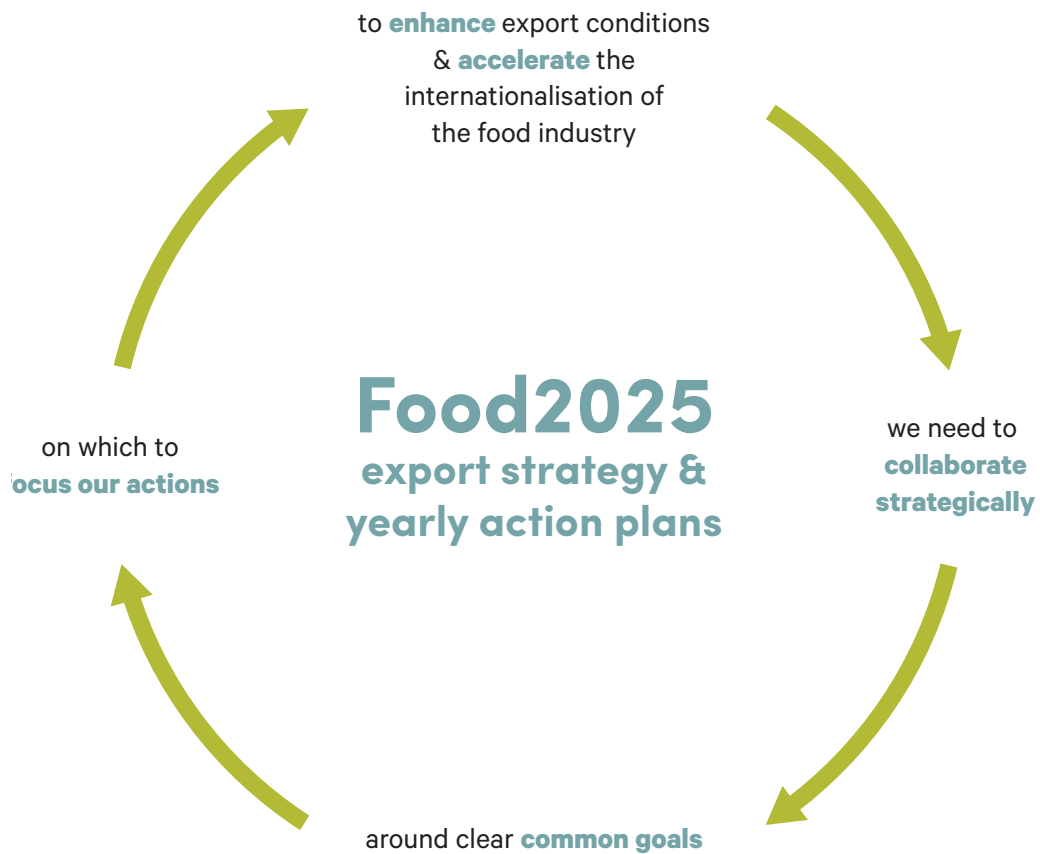 to enhance export conditions
& accelerate the
internationalisation of
the food industry
we need to
collaborate
strategically
around clear common goals
on which to
ocus our actions
Food2025
export strategy &
yearly action plans